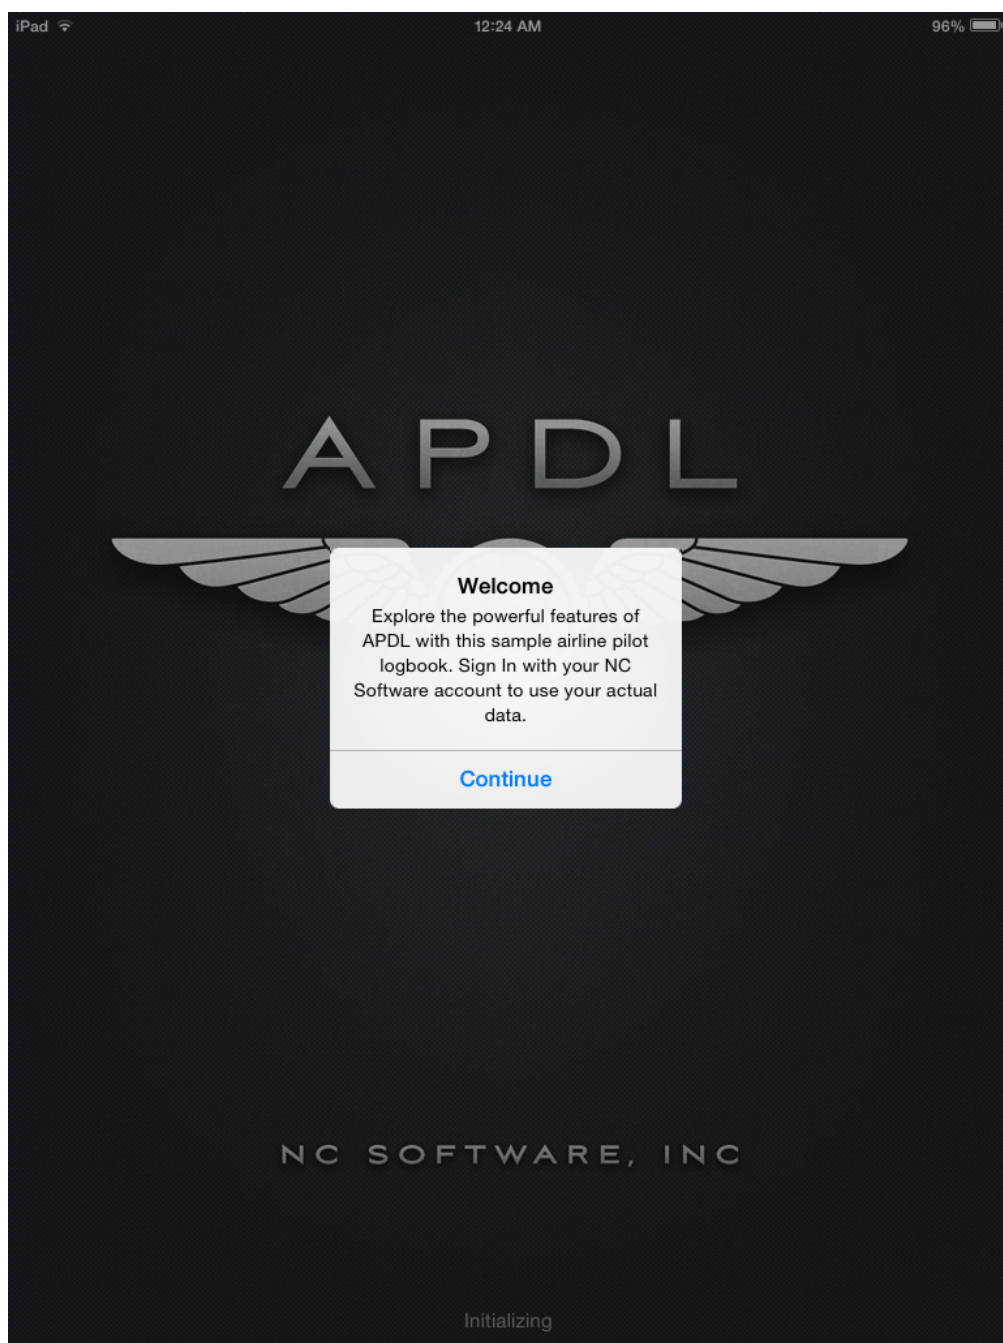 iPad 12:24 AM 96%
APDL
Welcome
Explore the powerful features of
APDL with this sample airline pilot
logbook. Sign In with your NC
Software account to use your actual
data.
Continue
NC SOFTWARE, INC
Initializing